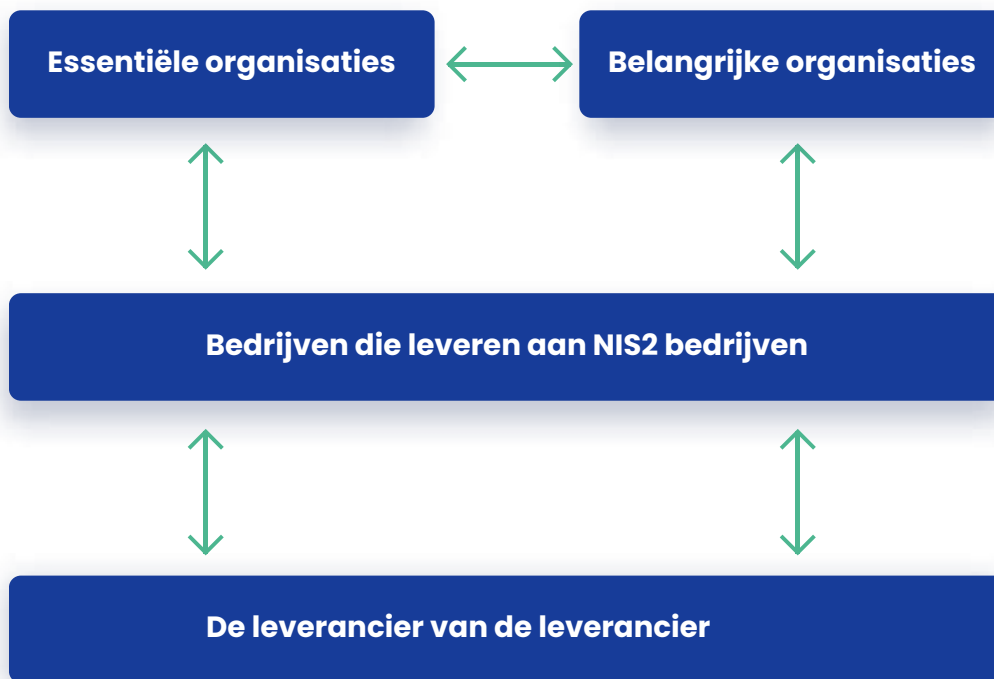 Essentiële organisaties
Belangrijke organisaties
Bedrijven die leveren aan NIS2 bedrijven
De leverancier van de leverancier